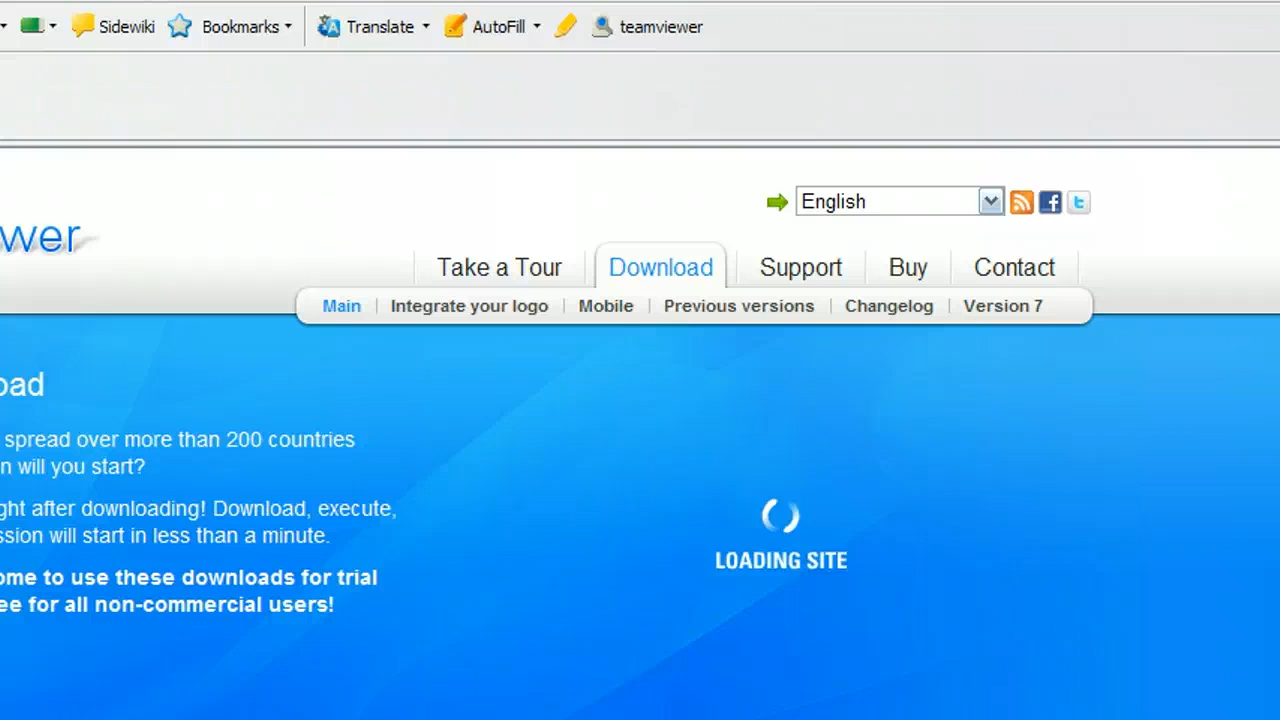 Sidewiki Bookmarks Translate AutoFill teamviewer
English
wer
Take a Tour Download Support Buy Contact
Main Integrate your logo Mobile Previous versions Changelog Version 7
oad
spread over more than 200 countries
n will you start?
ght after downloading! Download, execute,
ssion will start in less than a minute.
ome to use these downloads for trial
ee for all non-commercial users!
LOADING SITE